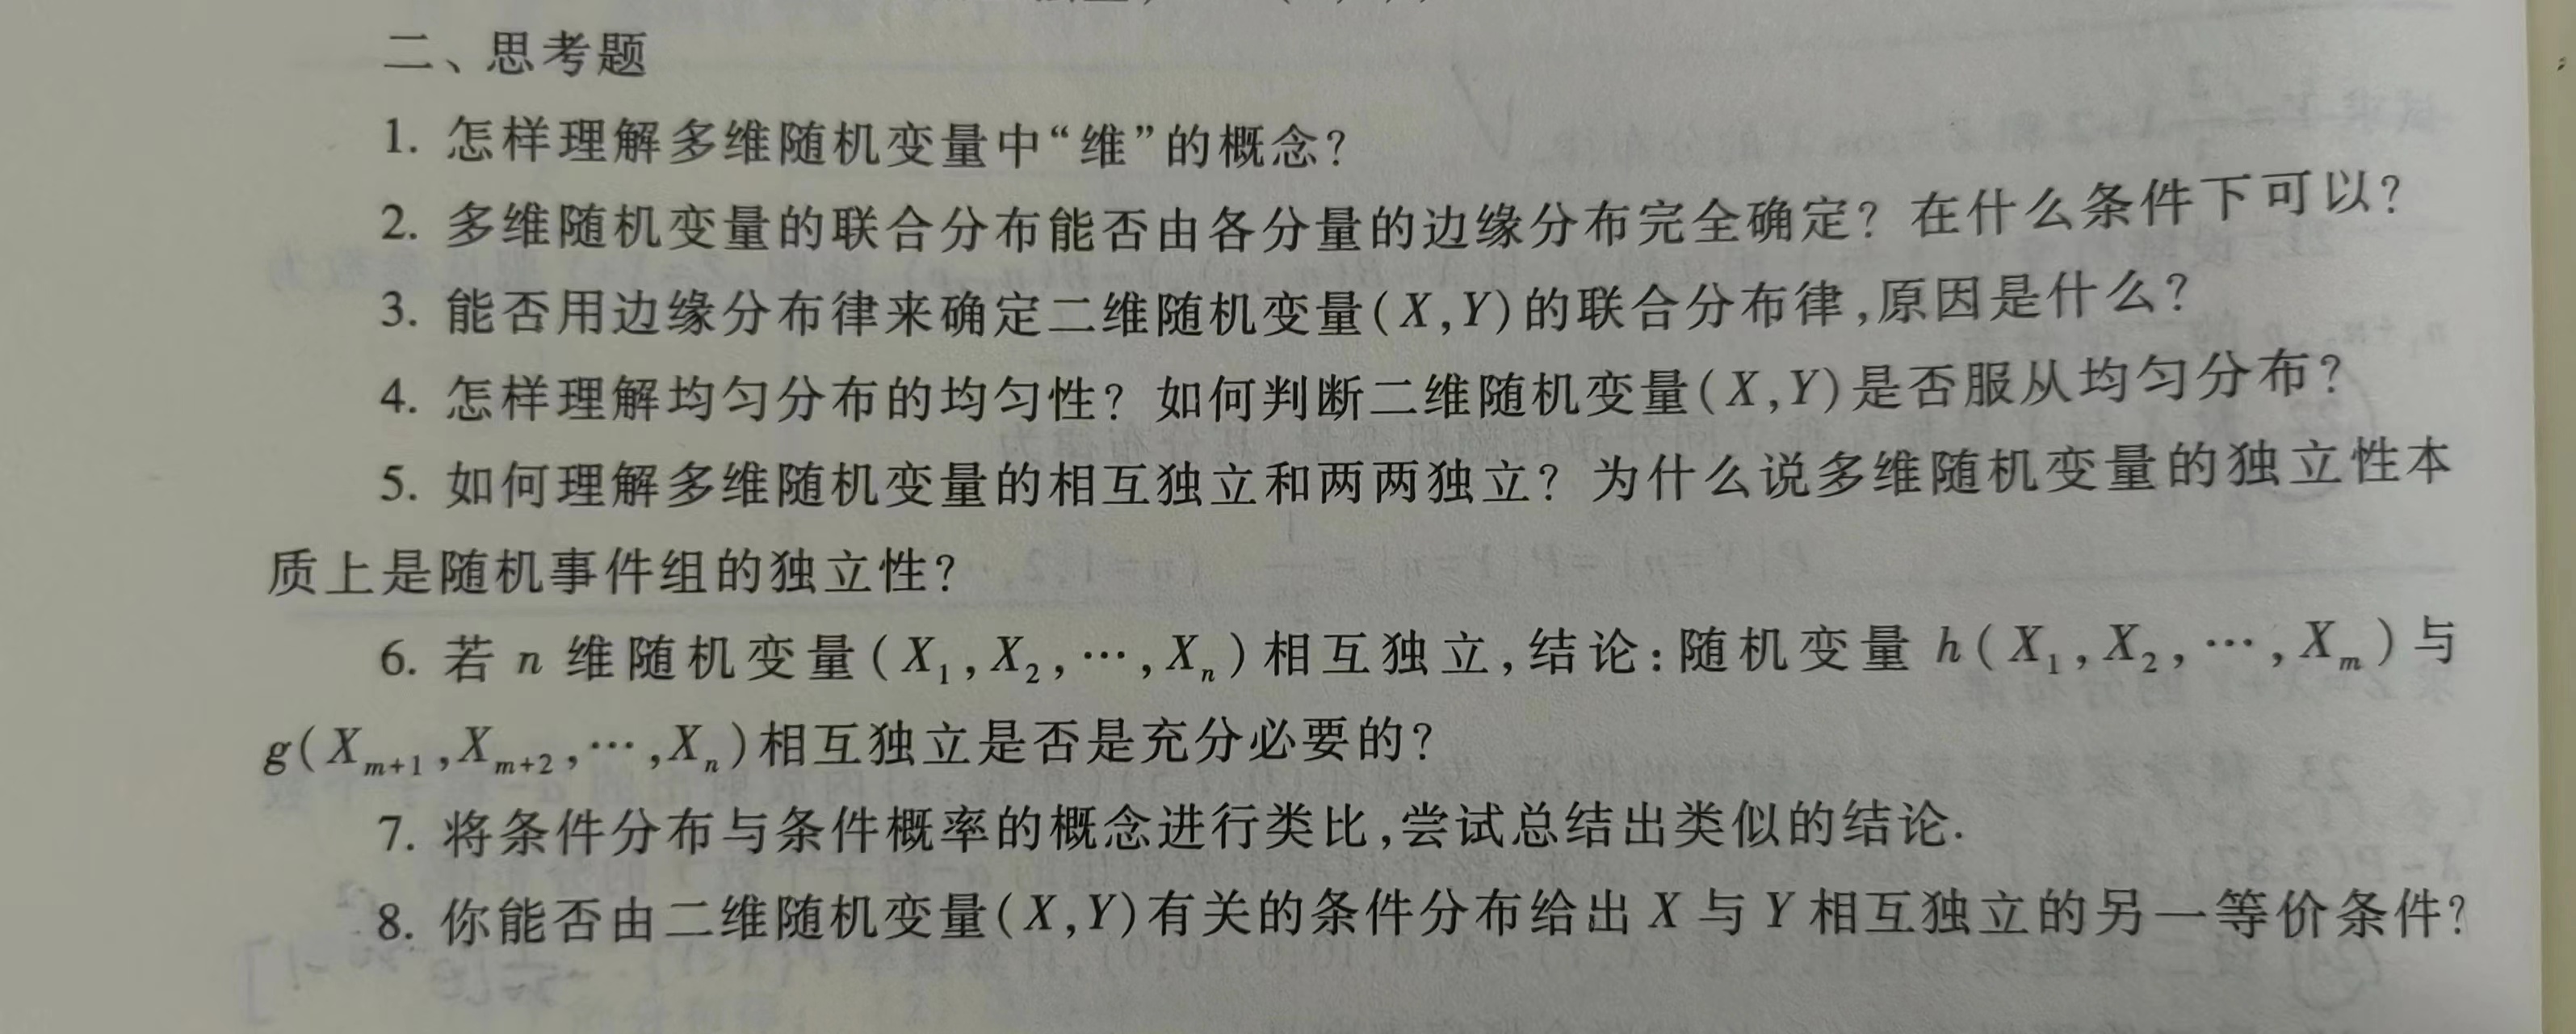 二、思考题
1. 怎样理解多维随机变量中“维”的概念？
2. 多维随机变量的联合分布能否由各分量的边缘分布完全确定？在什么条件下可以？
3. 能否用边缘分布律来确定二维随机变量(X,Y)的联合分布律,原因是什么？
4. 怎样理解均匀分布的均匀性？如何判断二维随机变量(X,Y)是否服从均匀分布？
5. 如何理解多维随机变量的相互独立和两两独立？为什么说多维随机变量的独立性本
质上是随机事件组的独立性？
6. 若 n 维随机变量(X₁,X₂,…,Xₙ)相互独立,结论:随机变量 h(X₁,X₂,…,Xₘ)与
g(Xₘ₊₁,Xₘ₊₂,…,Xₙ)相互独立是否是充分必要的？
7. 将条件分布与条件概率的概念进行类比,尝试总结出类似的结论.
8. 你能否由二维随机变量(X,Y)有关的条件分布给出 X 与 Y 相互独立的另一等价条件？